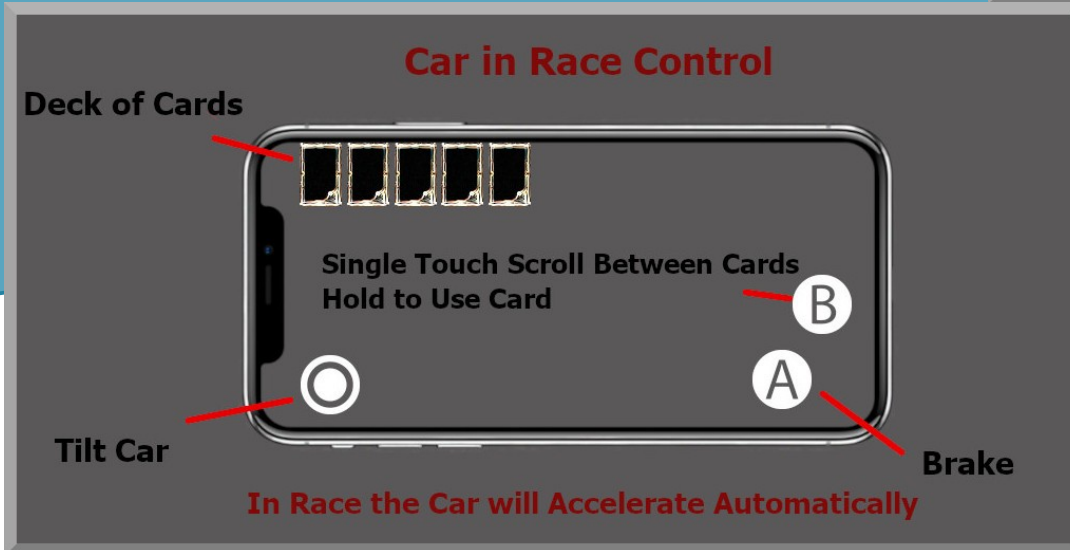 Car in Race Control
Deck of Cards
Single Touch Scroll Between Cards
Hold to Use Card
B
A
Tilt Car
Brake
In Race the Car will Accelerate Automatically